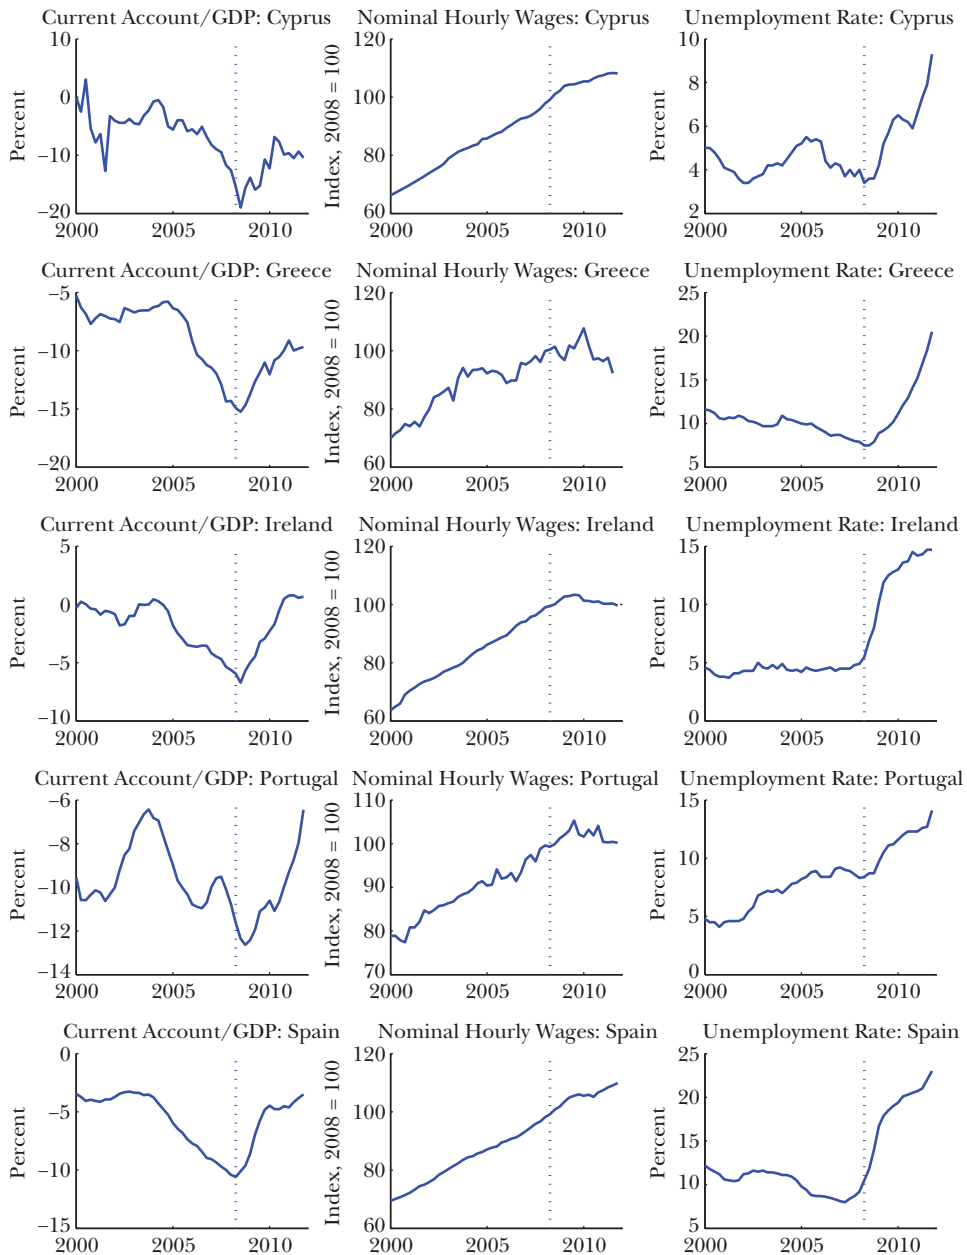 Current Account/GDP: Cyprus
Percent
10
0
−10
−20
2000 2005 2010
Nominal Hourly Wages: Cyprus
Index, 2008 = 100
120
100
80
60
2000 2005 2010
Unemployment Rate: Cyprus
Percent
10
8
6
4
2
2000 2005 2010
Current Account/GDP: Greece
Percent
−5
−10
−15
−20
2000 2005 2010
Nominal Hourly Wages: Greece
Index, 2008 = 100
120
100
80
60
2000 2005 2010
Unemployment Rate: Greece
Percent
25
20
15
10
5
2000 2005 2010
Current Account/GDP: Ireland
Percent
5
0
−5
−10
2000 2005 2010
Nominal Hourly Wages: Ireland
Index, 2008 = 100
120
100
80
60
2000 2005 2010
Unemployment Rate: Ireland
Percent
15
10
5
0
2000 2005 2010
Current Account/GDP: Portugal
Percent
−6
−8
−10
−12
−14
2000 2005 2010
Nominal Hourly Wages: Portugal
Index, 2008 = 100
110
100
90
80
70
2000 2005 2010
Unemployment Rate: Portugal
Percent
15
10
5
0
2000 2005 2010
Current Account/GDP: Spain
Percent
0
−5
−10
−15
2000 2005 2010
Nominal Hourly Wages: Spain
Index, 2008 = 100
120
100
80
60
2000 2005 2010
Unemployment Rate: Spain
Percent
25
20
15
10
5
2000 2005 2010